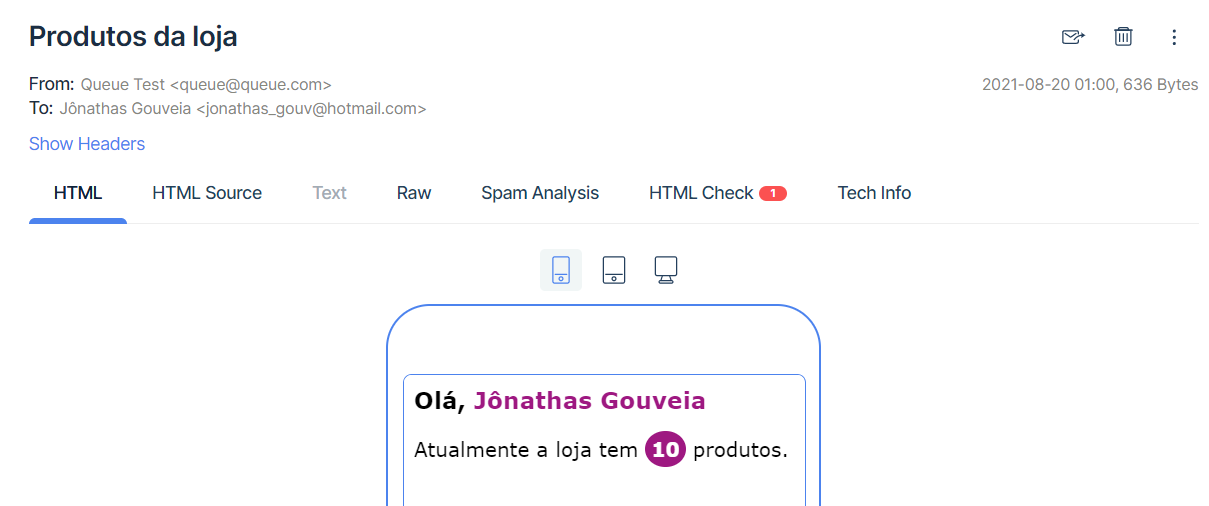 Produtos da loja
From: Queue Test <queue@queue.com>
2021-08-20 01:00, 636 Bytes
To: Jônathas Gouveia <jonathas_gouv@hotmail.com>
Show Headers
HTML HTML Source Text Raw Spam Analysis HTML Check 1 Tech Info
Olá, Jônathas Gouveia
Atualmente a loja tem 10 produtos.